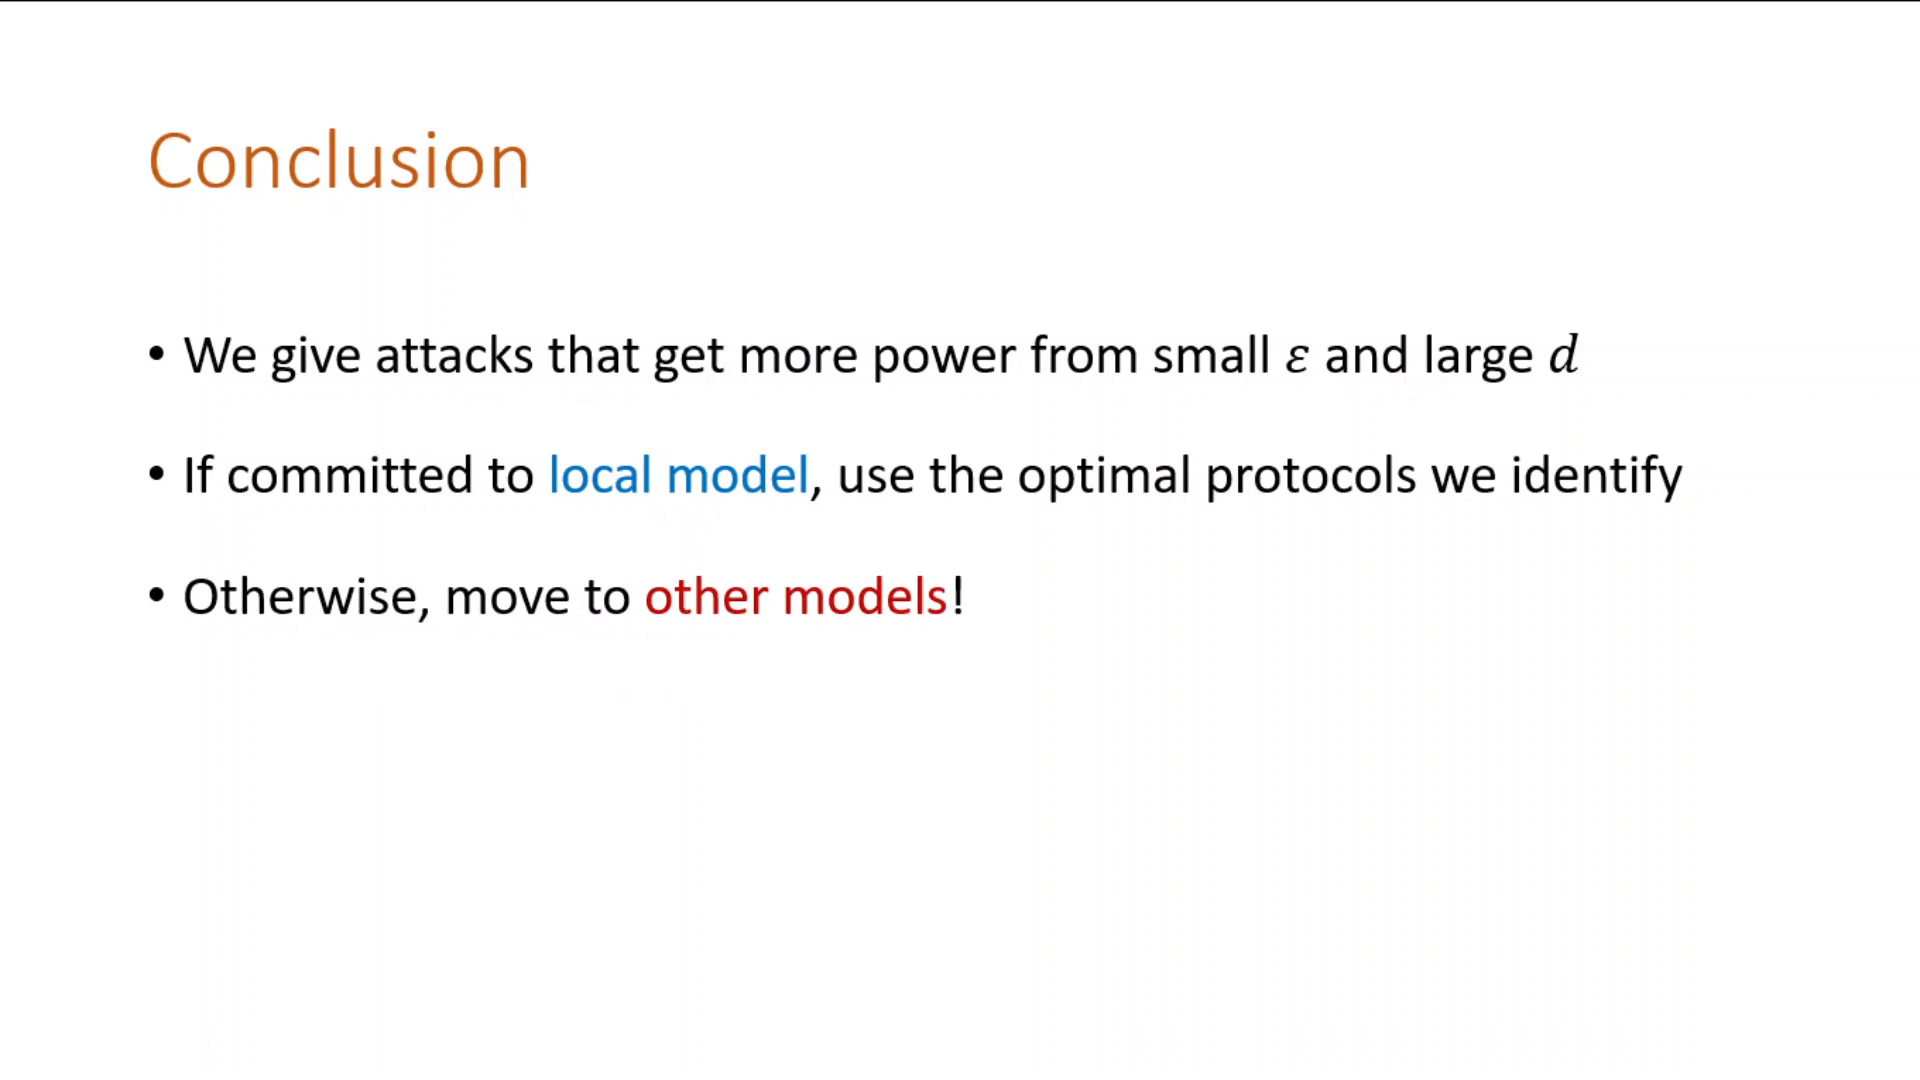 Conclusion
• We give attacks that get more power from small ε and large d
• If committed to local model, use the optimal protocols we identify
• Otherwise, move to other models!